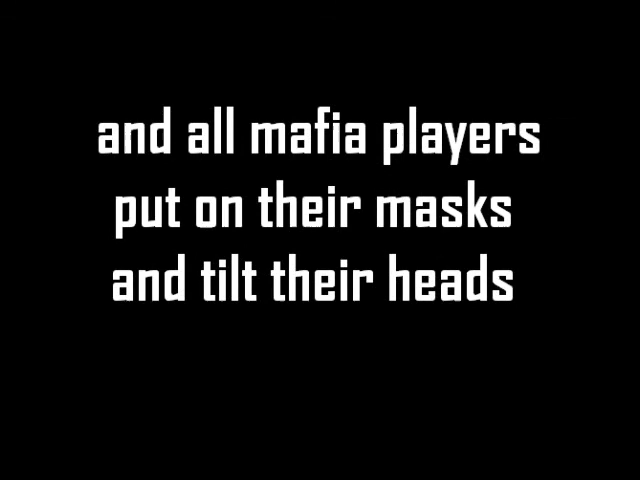 and all mafia players
put on their masks
and tilt their heads